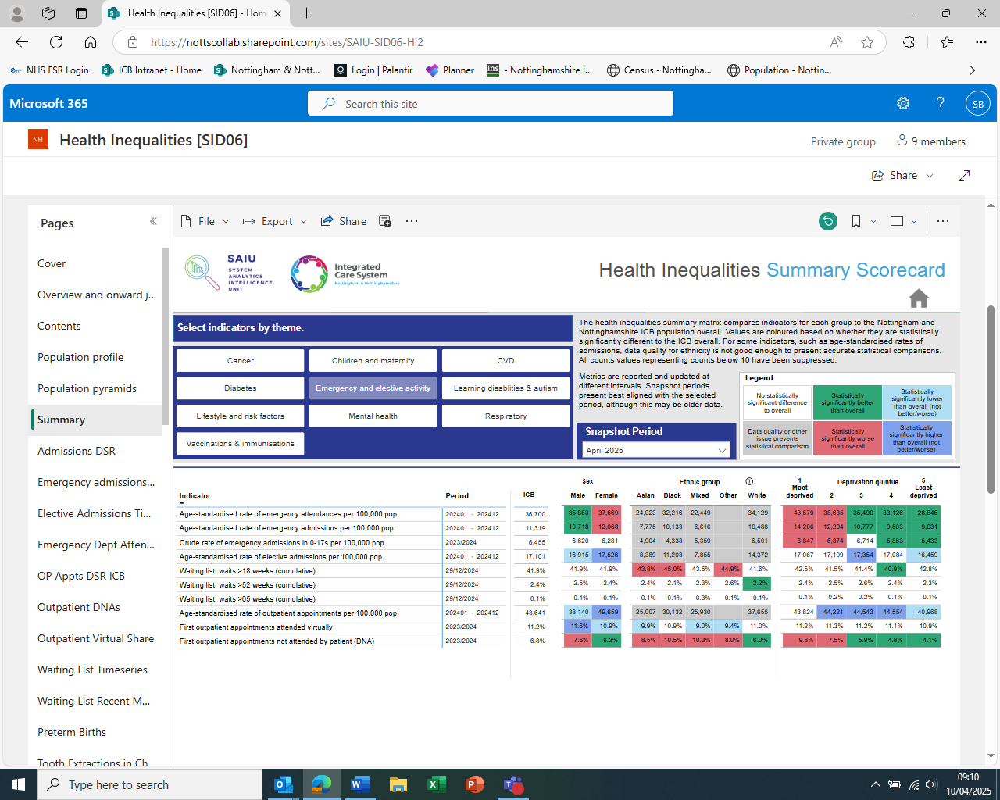 Health Inequalities [SID06] - Hom
https://nottscollab.sharepoint.com/sites/SAIU-SID06-HI2
NHS ESR Login
ICB Intranet - Home
Nottingham & Nott...
Login | Palantir
Planner
Ins - Nottinghamshire I...
Census - Nottingha...
Population - Nottin...
Microsoft 365
Search this site
SB
NH Health Inequalities [SID06]
Private group
9 members
Share
Pages
File
Export
Share
Cover
Overview and onward j...
Contents
Population profile
Population pyramids
Summary
Admissions DSR
Emergency admissions...
Elective Admissions Ti...
Emergency Dept Atten...
OP Appts DSR ICB
Outpatient DNAs
Outpatient Virtual Share
Waiting List Timeseries
Waiting List Recent M...
Preterm Births
Tooth Extractions in Ch
SAIU
SYSTEM
ANALYTICS
INTELLIGENCE
UNIT
Integrated
Care System
Nottingham & Nottinghamshire
Health Inequalities Summary Scorecard
Select indicators by theme.
Cancer
Children and maternity
CVD
Diabetes
Emergency and elective activity
Learning disablities & autism
Lifestyle and risk factors
Mental health
Respiratory
Vaccinations & immunisations
The health inequalities summary matrix compares indicators for each group to the Nottingham and
Nottinghamshire ICB population overall. Values are coloured based on whether they are statistically
significantly different to the ICB overall. For some indicators, such as age-standardised rates of
admissions, data quality for ethnicity is not good enough to present accurate statistical comparisons.
All counts values representing counts below 10 have been suppressed.
Metrics are reported and updated at
different intervals. Snapshot periods
present best aligned with the selected
period, although this may be older data.
Snapshot Period
April 2025
Legend
No statistically
significant difference
to overall
Statistically
significantly better
than overall
Statistically
significantly lower
than overall (not
better/worse)
Data quality or other
issue prevents
statistical comparison
Statistically
significantly worse
than overall
Statistically
significantly higher
than overall (not
better/worse)
Sex
Ethnic group
Deprivation quintile
Indicator Period ICB Male Female Asian Black Mixed Other White 1 Most deprived 2 3 4 5 Least deprived
Age-standardised rate of emergency attendances per 100,000 pop. 202401 - 202412 36,700 35,863 37,669 24,023 32,216 22,449 34,129 43,579 38,635 35,490 33,126 28,846
Age-standardised rate of emergency admissions per 100,000 pop. 202401 - 202412 11,319 10,718 12,068 7,775 10,133 6,616 10,488 14,206 12,204 10,777 9,503 9,031
Crude rate of emergency admissions in 0-17s per 100,000 pop. 2023/2024 6,455 6,620 6,281 4,904 4,338 5,359 6,501 6,847 6,874 6,714 5,853 5,433
Age-standardised rate of elective admissions per 100,000 pop. 202401 - 202412 17,101 16,915 17,526 8,389 11,203 7,855 14,372 17,067 17,199 17,354 17,084 16,459
Waiting list: waits >18 weeks (cumulative) 29/12/2024 41.9% 41.9% 41.9% 43.8% 45.0% 43.5% 44.9% 41.6% 42.5% 41.5% 41.4% 40.9% 42.8%
Waiting list: waits >52 weeks (cumulative) 29/12/2024 2.4% 2.5% 2.4% 2.4% 2.1% 2.3% 2.6% 2.2% 2.4% 2.5% 2.6% 2.4% 2.3%
Waiting list: waits >65 weeks (cumulative) 29/12/2024 0.1% 0.1% 0.1% 0.1% 0.1% 0.3% 0.1% 0.1% 0.1% 0.2% 0.2% 0.1% 0.1%
Age-standardised rate of outpatient appointments per 100,000 pop. 202401 - 202412 43,641 38,140 49,659 25,007 30,132 25,930 37,655 43,824 44,221 44,543 44,554 40,968
First outpatient appointments attended virtually 2023/2024 11.2% 11.6% 10.9% 9.9% 10.9% 9.0% 9.4% 11.0% 11.2% 11.3% 11.2% 11.1% 10.9%
First outpatient appointments not attended by patient (DNA) 2023/2024 6.8% 7.6% 6.2% 8.5% 10.5% 10.3% 8.0% 6.0% 9.8% 7.5% 5.9% 4.8% 4.1%
Type here to search
09:10
10/04/2025